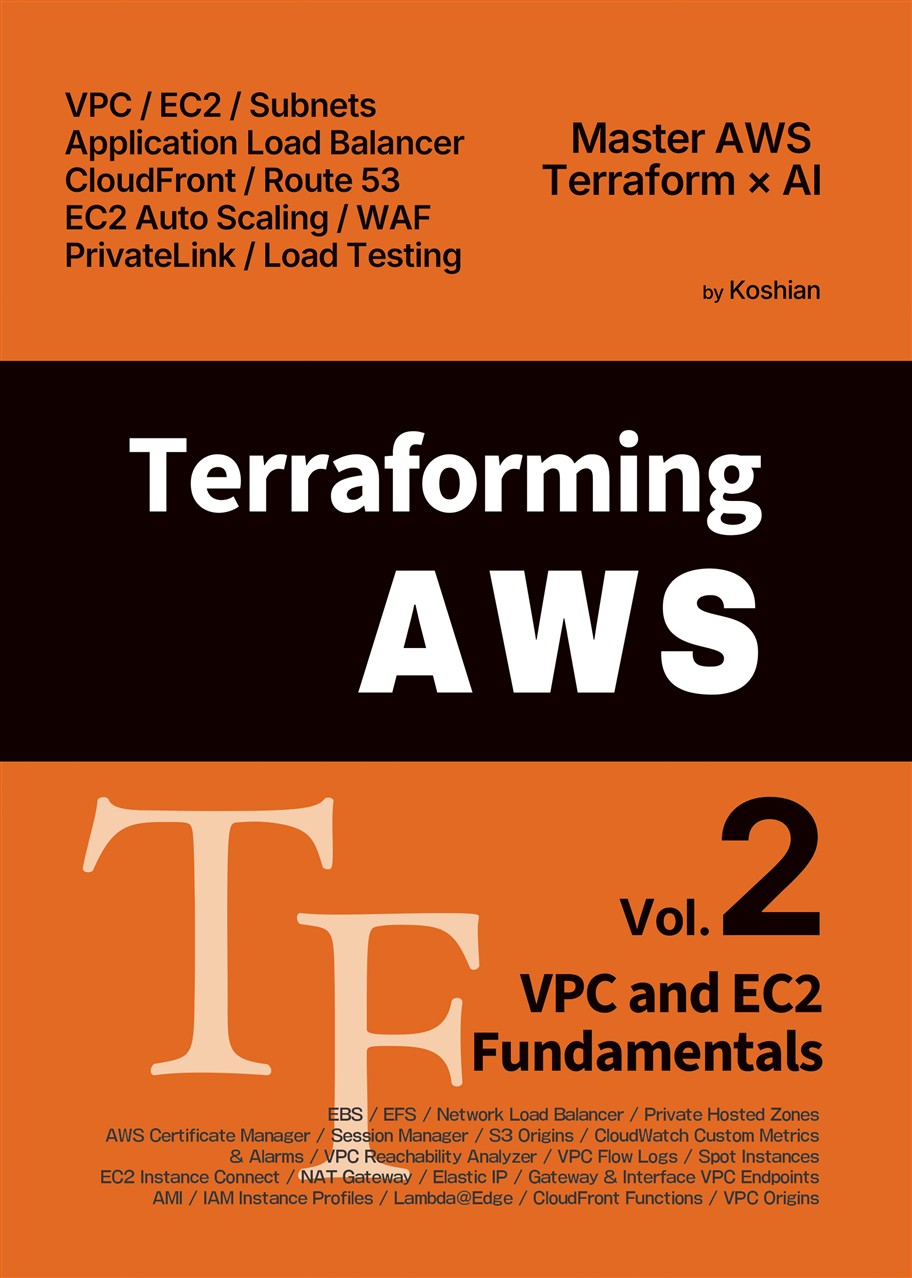 VPC / EC2 / Subnets
Application Load Balancer
CloudFront / Route 53
EC2 Auto Scaling / WAF
PrivateLink / Load Testing
Master AWS
Terraform × AI
by Koshian
Terraforming
AWS
TF
Vol. 2
VPC and EC2
Fundamentals
EBS / EFS / Network Load Balancer / Private Hosted Zones
AWS Certificate Manager / Session Manager / S3 Origins / CloudWatch Custom Metrics
& Alarms / VPC Reachability Analyzer / VPC Flow Logs / Spot Instances
EC2 Instance Connect / NAT Gateway / Elastic IP / Gateway & Interface VPC Endpoints
AMI / IAM Instance Profiles / Lambda@Edge / CloudFront Functions / VPC Origins